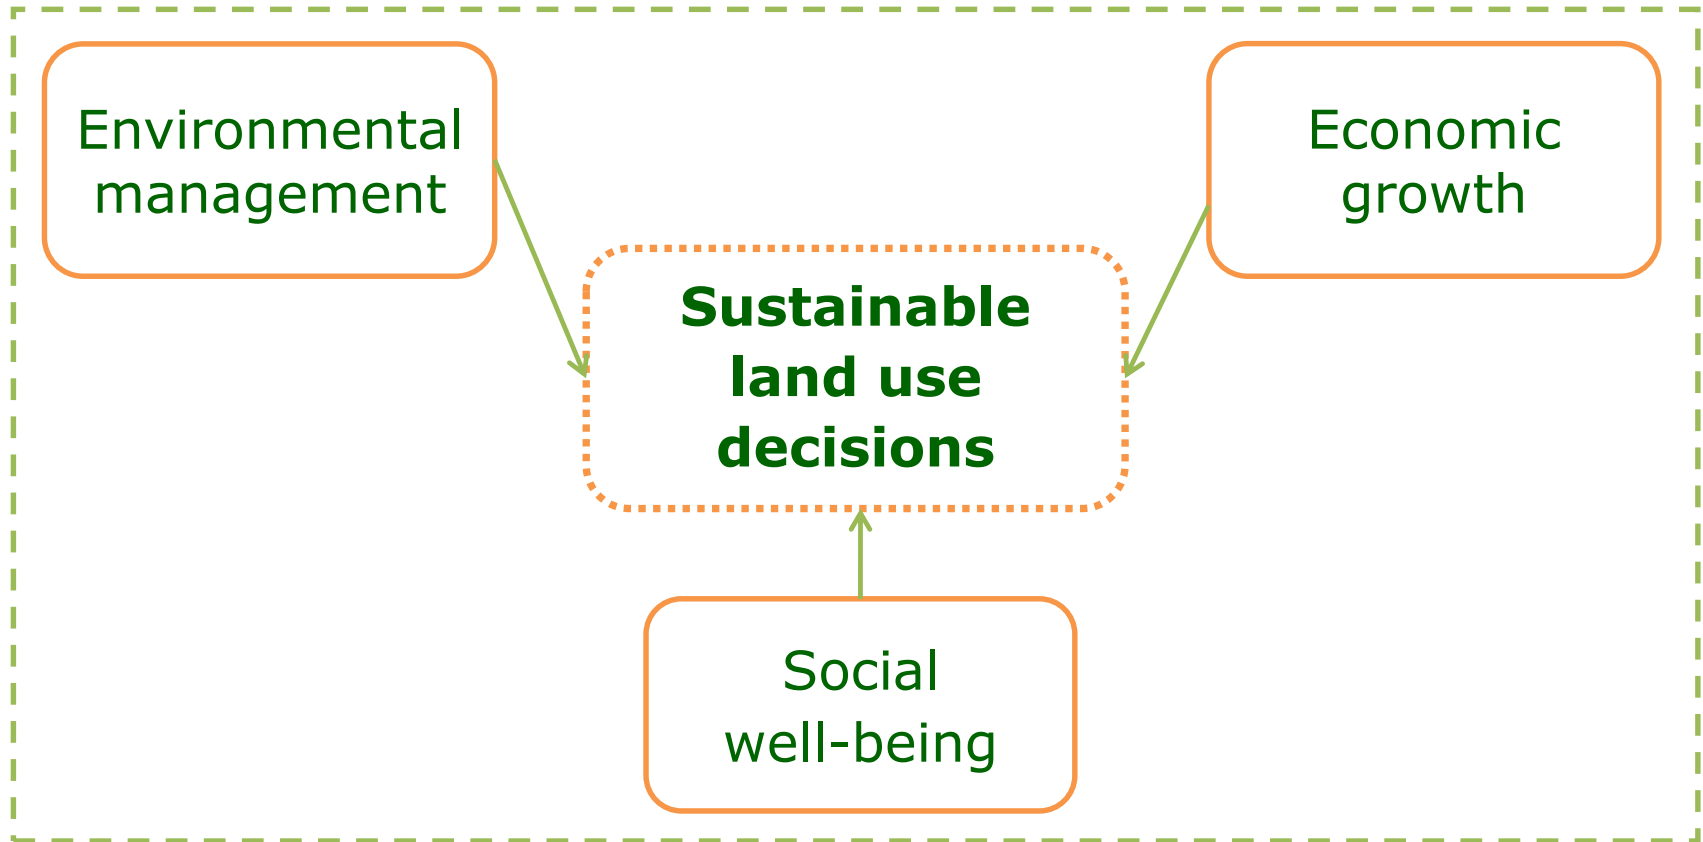 Environmental
management
Economic
growth
Sustainable
land use
decisions
Social
well-being